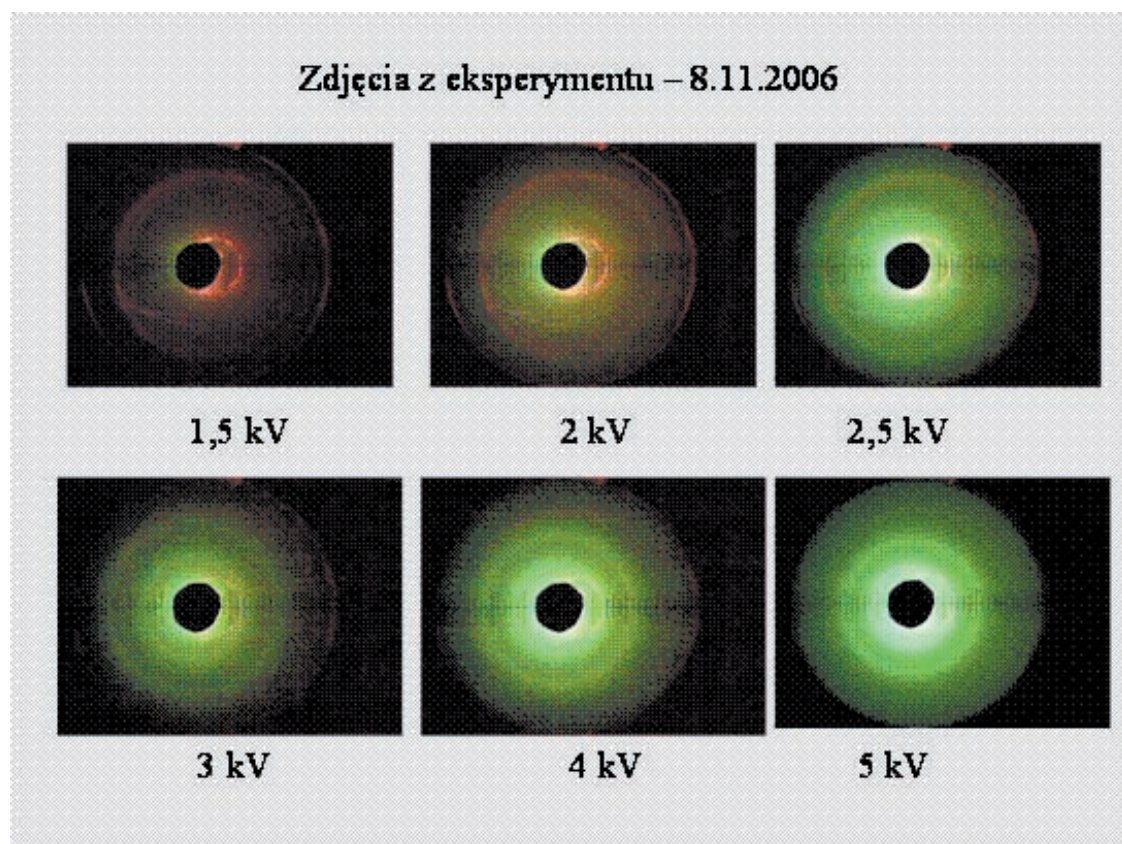 Zdjęcia z eksperymentu – 8.11.2006
1,5 kV
2 kV
2,5 kV
3 kV
4 kV
5 kV